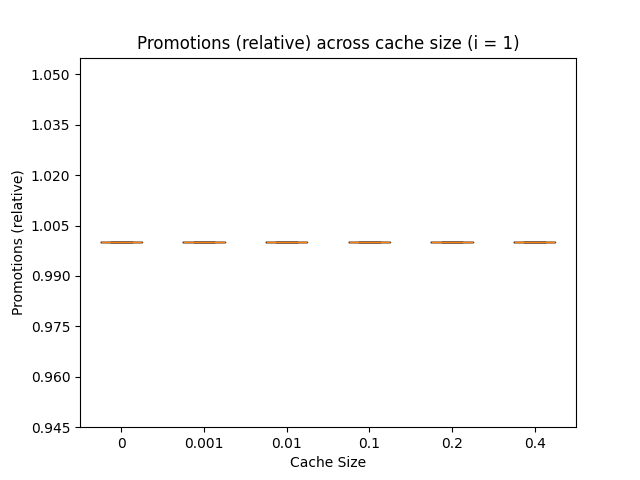 Promotions (relative) across cache size (i = 1)
Promotions (relative)
1.050
1.035
1.020
1.005
0.990
0.975
0.960
0.945
0 0.001 0.01 0.1 0.2 0.4
Cache Size